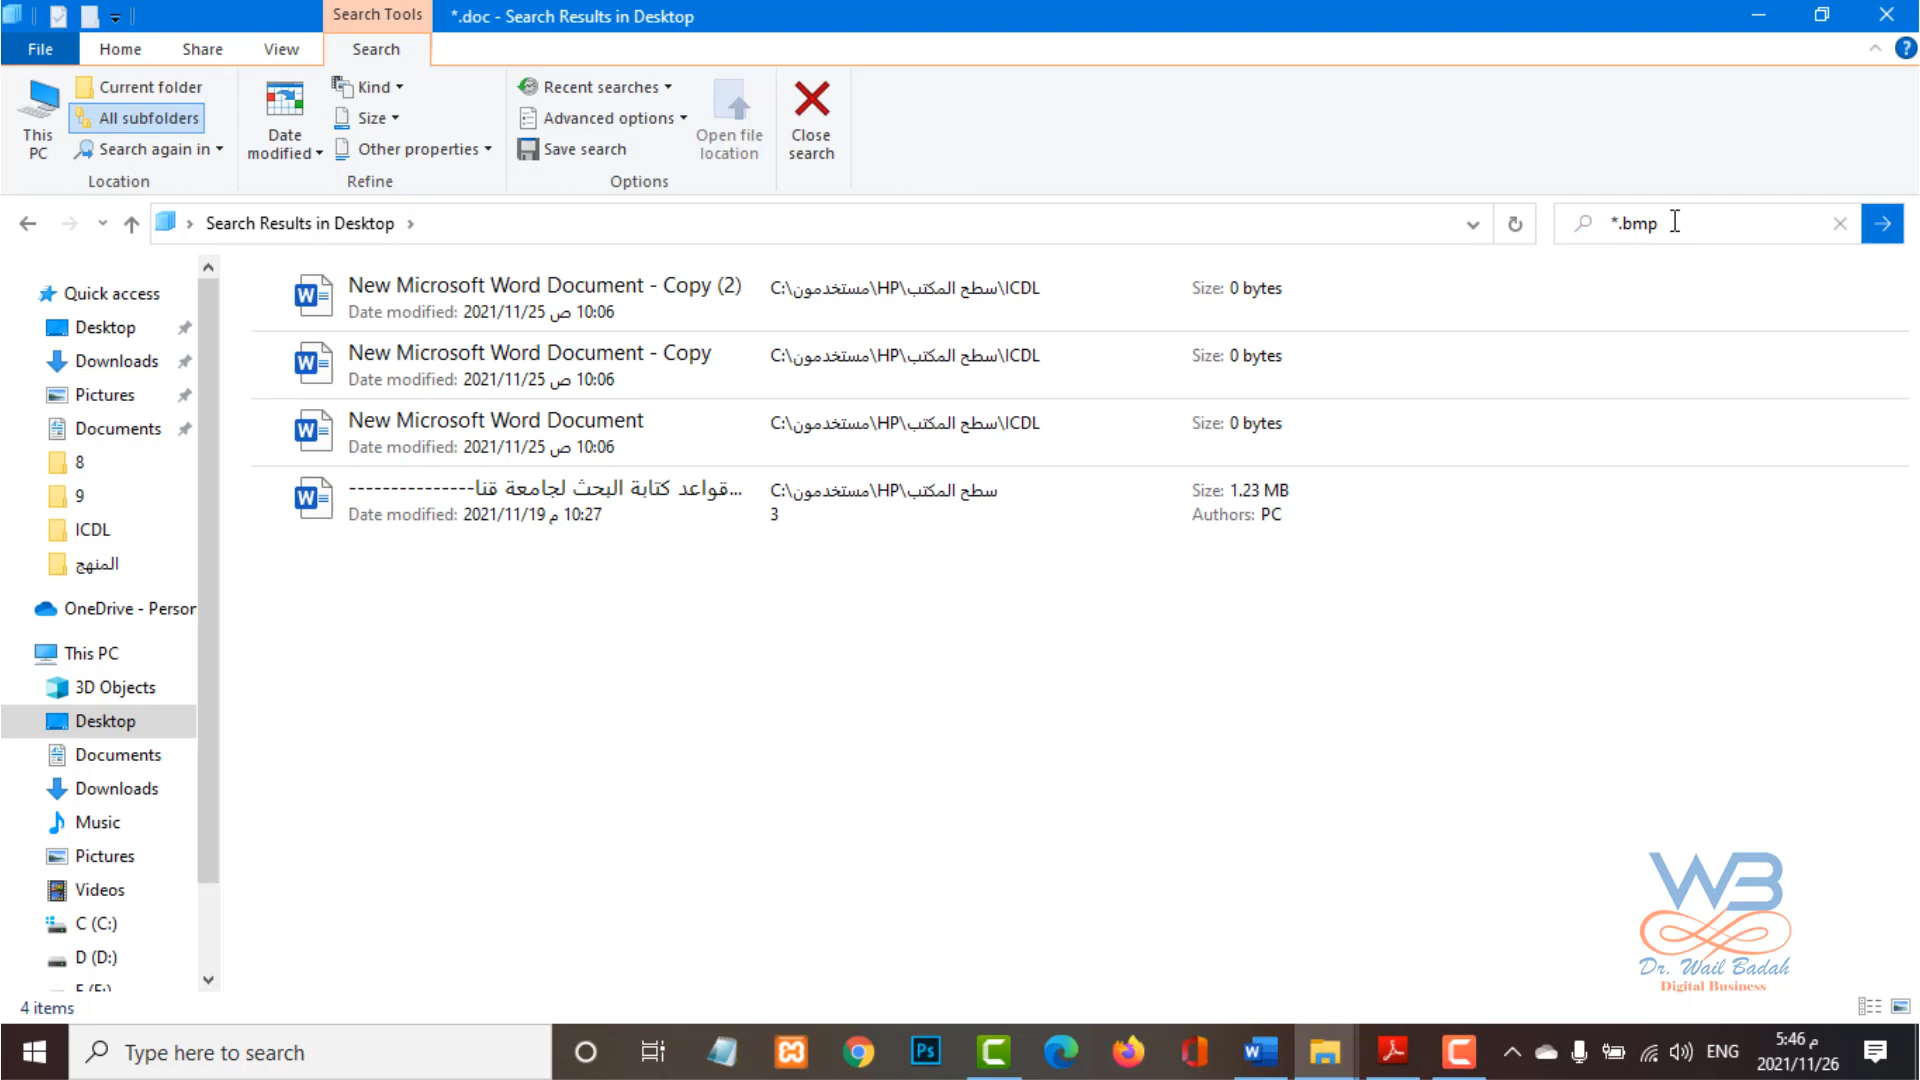 Search Tools
*.doc - Search Results in Desktop
File
Home
Share
View
Search
This PC
Current folder
All subfolders
Search again in
Location
Date modified
Kind
Size
Other properties
Refine
Recent searches
Advanced options
Save search
Options
Open file location
Close search
Search Results in Desktop
*.bmp
Quick access
Desktop
Downloads
Pictures
Documents
8
9
ICDL
المنهج
OneDrive - Person
This PC
3D Objects
Desktop
Documents
Downloads
Music
Pictures
Videos
C (C:)
D (D:)
New Microsoft Word Document - Copy (2)
Date modified: 2021/11/25 ص 10:06
C:\مستخدمون\HP\سطح المكتب\ICDL
Size: 0 bytes
New Microsoft Word Document - Copy
Date modified: 2021/11/25 ص 10:06
C:\مستخدمون\HP\سطح المكتب\ICDL
Size: 0 bytes
New Microsoft Word Document
Date modified: 2021/11/25 ص 10:06
C:\مستخدمون\HP\سطح المكتب\ICDL
Size: 0 bytes
قواعد كتابة البحث لجامعة قنا---------------...
Date modified: 2021/11/19 م 10:27
C:\مستخدمون\HP\سطح المكتب
3
Size: 1.23 MB
Authors: PC
WB
Dr. Wail Badah
Digital Business
4 items
Type here to search
Ps
ENG
5:46 م
2021/11/26